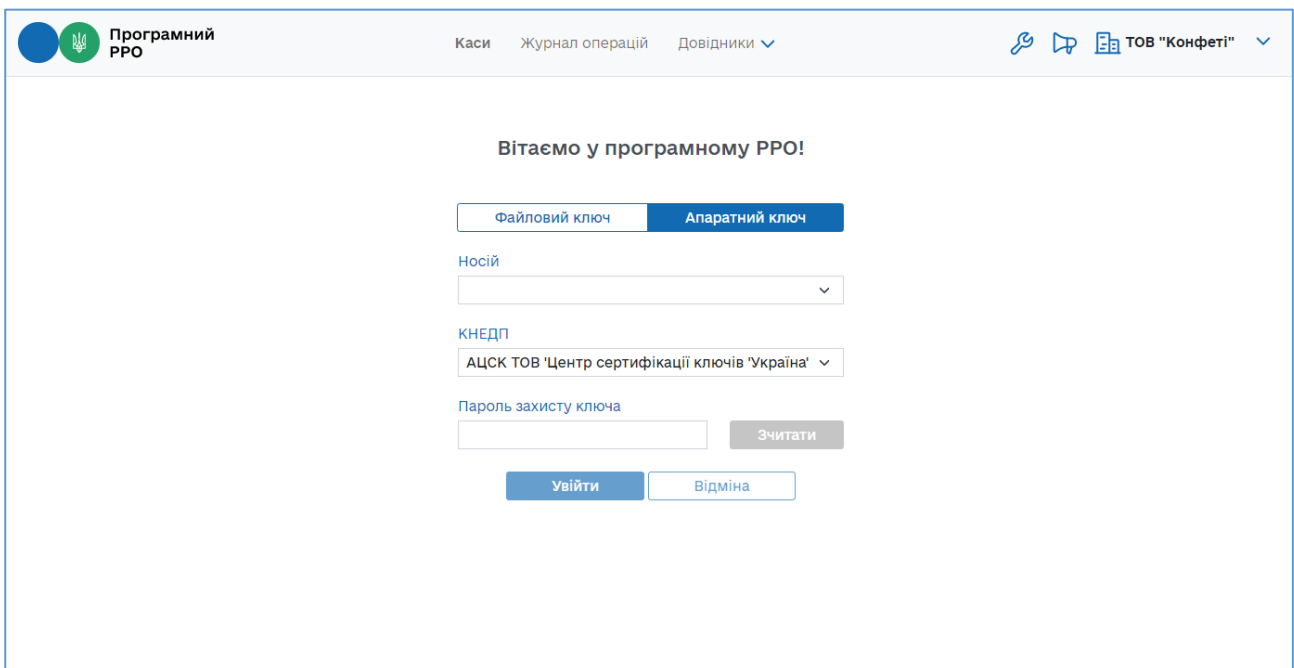 Програмний
РРО
Каси Журнал операцій Довідники
ТОВ "Конфеті"
Вітаємо у програмному РРО!
Файловий ключ Апаратний ключ
Носій
КНЕДП
АЦСК ТОВ 'Центр сертифікації ключів 'Україна'
Пароль захисту ключа
Зчитати
Увійти Відміна